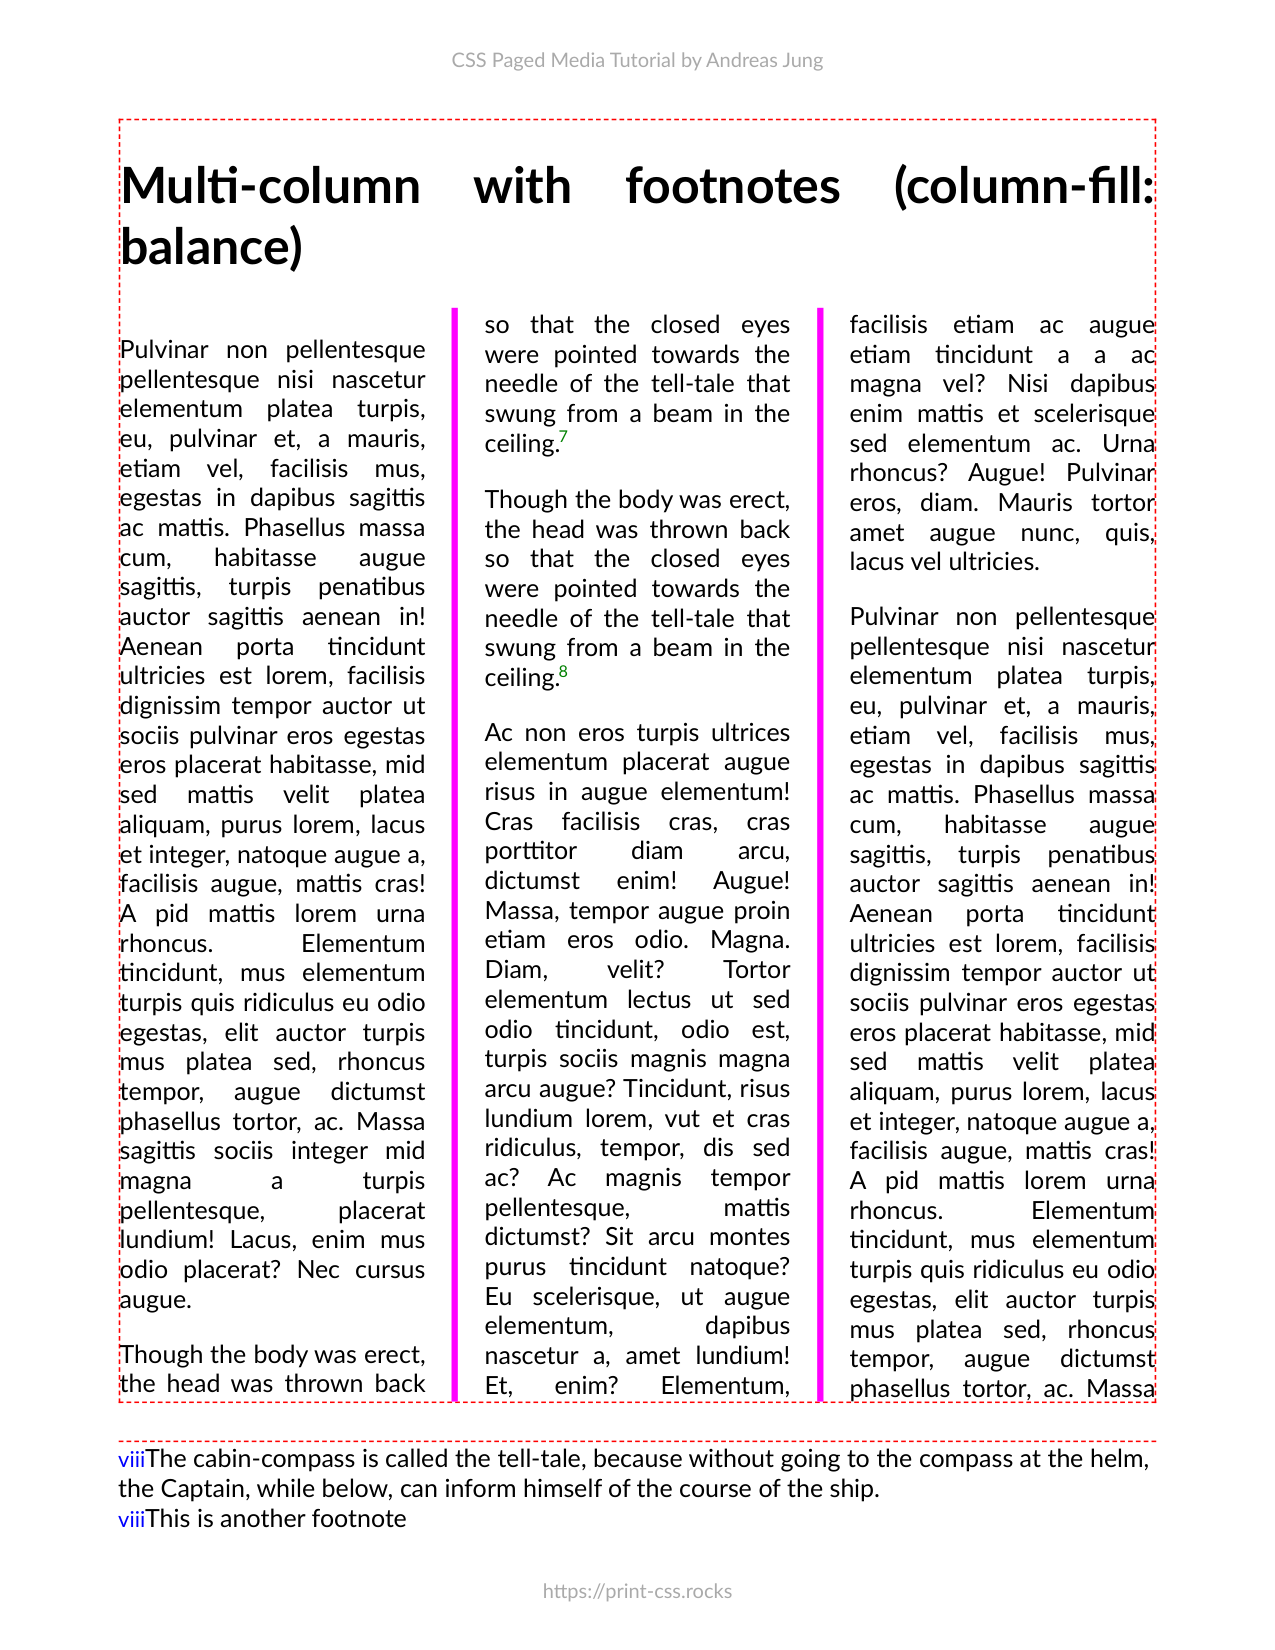 CSS Paged Media Tutorial by Andreas Jung
Multi-column with footnotes (column-fill:
balance)
Pulvinar non pellentesque
pellentesque nisi nascetur
elementum platea turpis,
eu, pulvinar et, a mauris,
etiam vel, facilisis mus,
egestas in dapibus sagittis
ac mattis. Phasellus massa
cum, habitasse augue
sagittis, turpis penatibus
auctor sagittis aenean in!
Aenean porta tincidunt
ultricies est lorem, facilisis
dignissim tempor auctor ut
sociis pulvinar eros egestas
eros placerat habitasse, mid
sed mattis velit platea
aliquam, purus lorem, lacus
et integer, natoque augue a,
facilisis augue, mattis cras!
A pid mattis lorem urna
rhoncus. Elementum
tincidunt, mus elementum
turpis quis ridiculus eu odio
egestas, elit auctor turpis
mus platea sed, rhoncus
tempor, augue dictumst
phasellus tortor, ac. Massa
sagittis sociis integer mid
magna a turpis
pellentesque, placerat
lundium! Lacus, enim mus
odio placerat? Nec cursus
augue.
Though the body was erect,
the head was thrown back
so that the closed eyes
were pointed towards the
needle of the tell-tale that
swung from a beam in the
ceiling.7
Though the body was erect,
the head was thrown back
so that the closed eyes
were pointed towards the
needle of the tell-tale that
swung from a beam in the
ceiling.8
Ac non eros turpis ultrices
elementum placerat augue
risus in augue elementum!
Cras facilisis cras, cras
porttitor diam arcu,
dictumst enim! Augue!
Massa, tempor augue proin
etiam eros odio. Magna.
Diam, velit? Tortor
elementum lectus ut sed
odio tincidunt, odio est,
turpis sociis magnis magna
arcu augue? Tincidunt, risus
lundium lorem, vut et cras
ridiculus, tempor, dis sed
ac? Ac magnis tempor
pellentesque, mattis
dictumst? Sit arcu montes
purus tincidunt natoque?
Eu scelerisque, ut augue
elementum, dapibus
nascetur a, amet lundium!
Et, enim? Elementum,
facilisis etiam ac augue
etiam tincidunt a a ac
magna vel? Nisi dapibus
enim mattis et scelerisque
sed elementum ac. Urna
rhoncus? Augue! Pulvinar
eros, diam. Mauris tortor
amet augue nunc, quis,
lacus vel ultricies.
Pulvinar non pellentesque
pellentesque nisi nascetur
elementum platea turpis,
eu, pulvinar et, a mauris,
etiam vel, facilisis mus,
egestas in dapibus sagittis
ac mattis. Phasellus massa
cum, habitasse augue
sagittis, turpis penatibus
auctor sagittis aenean in!
Aenean porta tincidunt
ultricies est lorem, facilisis
dignissim tempor auctor ut
sociis pulvinar eros egestas
eros placerat habitasse, mid
sed mattis velit platea
aliquam, purus lorem, lacus
et integer, natoque augue a,
facilisis augue, mattis cras!
A pid mattis lorem urna
rhoncus. Elementum
tincidunt, mus elementum
turpis quis ridiculus eu odio
egestas, elit auctor turpis
mus platea sed, rhoncus
tempor, augue dictumst
phasellus tortor, ac. Massa
viiiThe cabin-compass is called the tell-tale, because without going to the compass at the helm,
the Captain, while below, can inform himself of the course of the ship.
viiiThis is another footnote
https://print-css.rocks